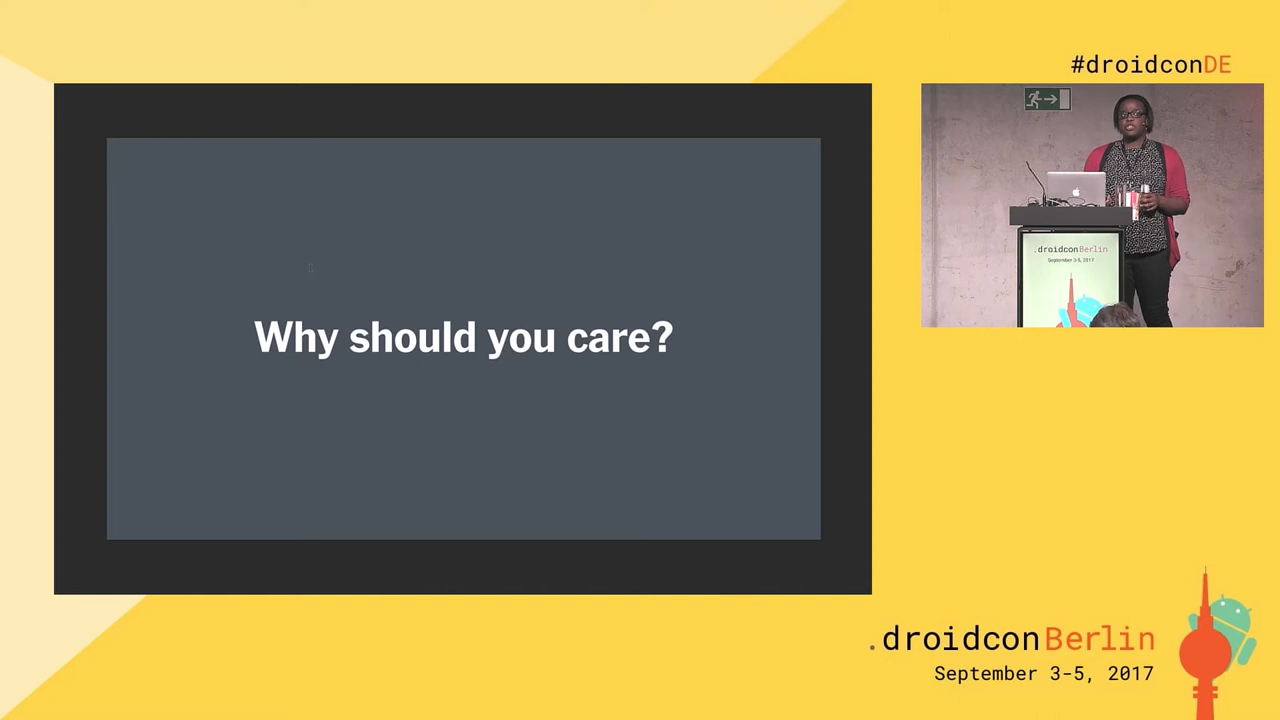 #droidconDE
Why should you care?
.droidconBerlin
September 3-5, 2017
.droidconBerlin
September 3-5, 2017